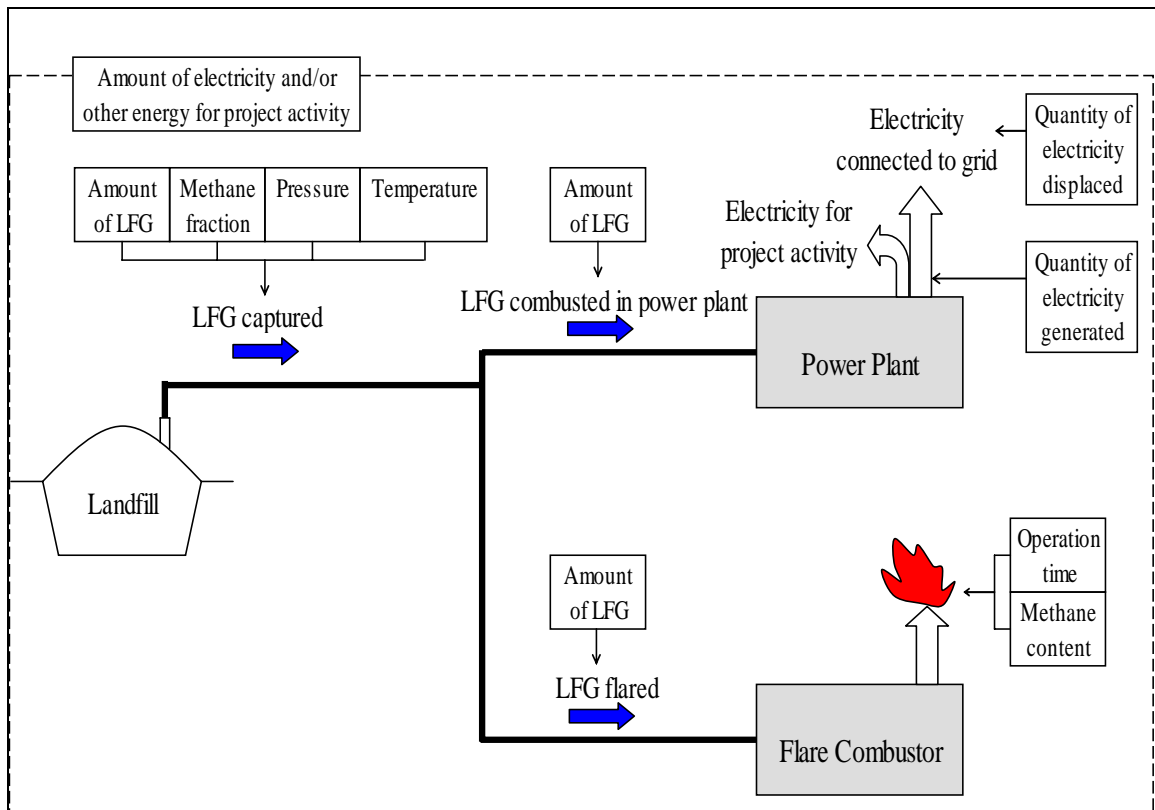 Amount of electricity and/or
other energy for project activity
Amount
of LFG
Methane
fraction
Pressure
Temperature
LFG captured
Amount
of LFG
LFG combusted in power plant
Electricity
connected to grid
Electricity for
project activity
Quantity of
electricity
displaced
Quantity of
electricity
generated
Power Plant
Landfill
Amount
of LFG
LFG flared
Operation
time
Methane
content
Flare Combustor